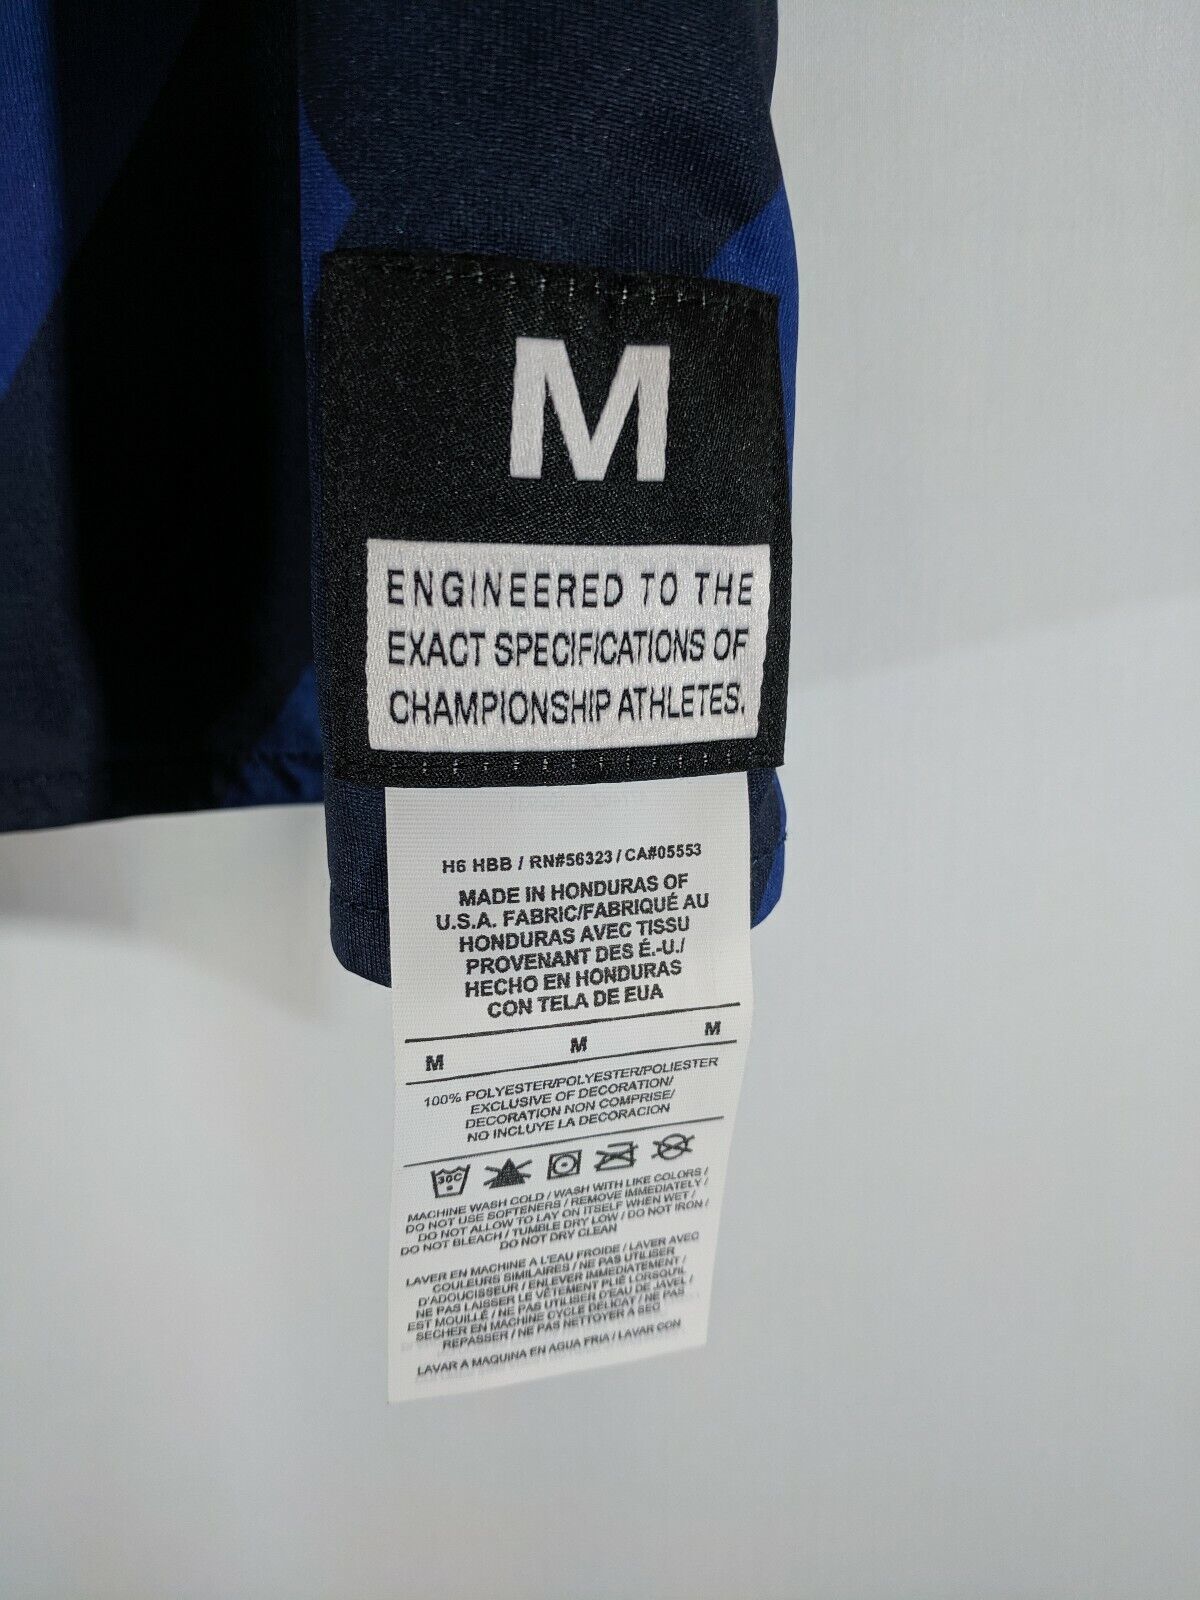 M
ENGINEERED TO THE
EXACT SPECIFICATIONS OF
CHAMPIONSHIP ATHLETES.
H6 HBB / RN#56323 / CA#05553
MADE IN HONDURAS OF
U.S.A. FABRIC/FABRIQUÉ AU
HONDURAS AVEC TISSU
PROVENANT DES É.-U./
HECHO EN HONDURAS
CON TELA DE EUA
M M M
100% POLYESTER/POLYESTER/POLIESTER
EXCLUSIVE OF DECORATION/
DECORATION NON COMPRISE/
NO INCLUYE LA DECORACION
30C
MACHINE WASH COLD / WASH WITH LIKE COLORS /
DO NOT USE SOFTENERS / REMOVE IMMEDIATELY /
DO NOT ALLOW TO LAY ON ITSELF WHEN WET /
DO NOT BLEACH / TUMBLE DRY LOW / DO NOT IRON /
DO NOT DRY CLEAN
LAVER EN MACHINE A L'EAU FROIDE / LAVER AVEC
COULEURS SIMILAIRES / NE PAS UTILISER
D'ADOUCISSEUR / ENLEVER IMMEDIATEMENT /
NE PAS LAISSER LE VÊTEMENT PLIÉ LORSQU'IL
EST MOUILLÉ / NE PAS UTILISER D'EAU DE JAVEL /
SECHER EN MACHINE CYCLE DÉLICAT / NE PAS
REPASSER / NE PAS NETTOYER A SEC
LAVAR A MAQUINA EN AGUA FRIA / LAVAR CON